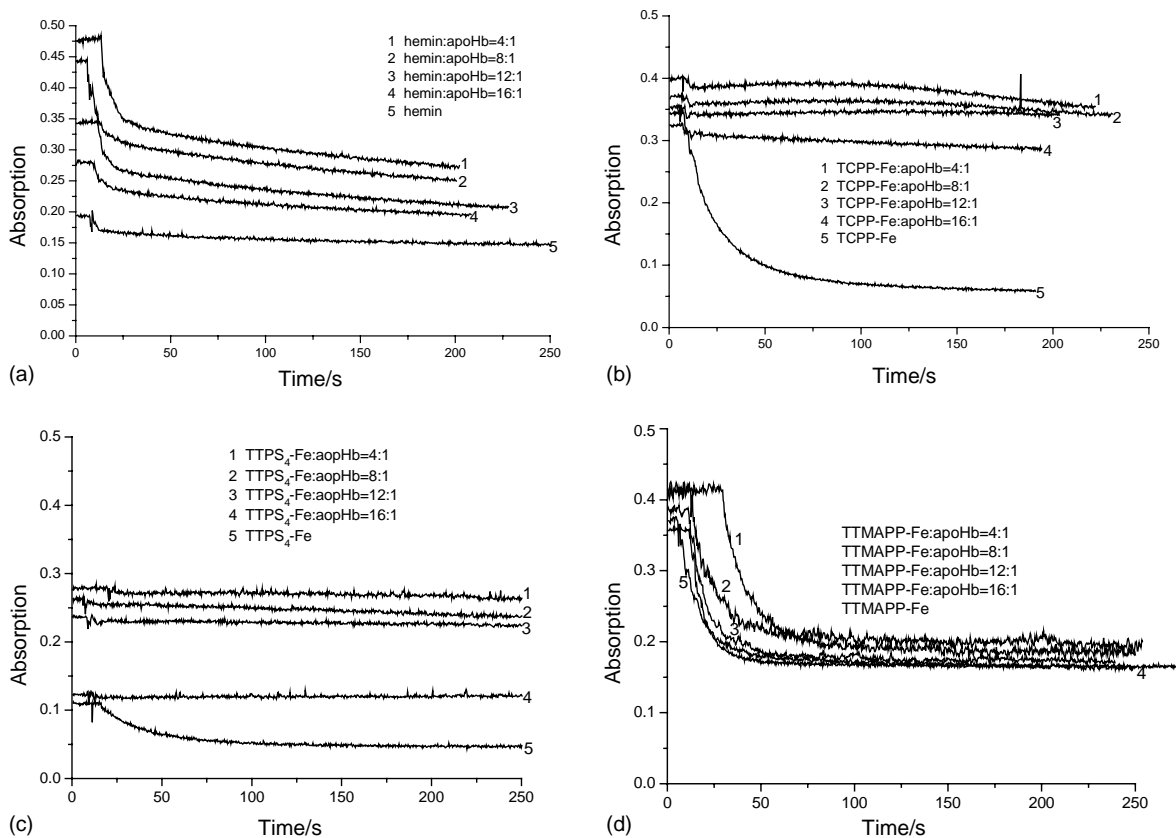 0.50
0.45
0.40
0.35
0.30
0.25
0.20
0.15
0.10
0.05
0.00
Absorption
1 hemin:apoHb=4:1
2 hemin:apoHb=8:1
3 hemin:apoHb=12:1
4 hemin:apoHb=16:1
5 hemin
1
2
3
4
5
0 50 100 150 200 250
Time/s
(a)
0.5
0.4
0.3
0.2
0.1
0.0
Absorption
1
2
3
4
1 TCPP-Fe:apoHb=4:1
2 TCPP-Fe:apoHb=8:1
3 TCPP-Fe:apoHb=12:1
4 TCPP-Fe:apoHb=16:1
5 TCPP-Fe
5
0 50 100 150 200 250
Time/s
(b)
0.5
0.4
0.3
0.2
0.1
0.0
Absorption
1 TTPS₄-Fe:aopHb=4:1
2 TTPS₄-Fe:aopHb=8:1
3 TTPS₄-Fe:aopHb=12:1
4 TTPS₄-Fe:aopHb=16:1
5 TTPS₄-Fe
1
2
3
4
5
0 50 100 150 200 250
Time/s
(c)
0.5
0.4
0.3
0.2
0.1
0.0
Absorption
TTMAPP-Fe:apoHb=4:1
TTMAPP-Fe:apoHb=8:1
TTMAPP-Fe:apoHb=12:1
TTMAPP-Fe:apoHb=16:1
TTMAPP-Fe
1
2
5
3
4
0 50 100 150 200 250
Time/s
(d)